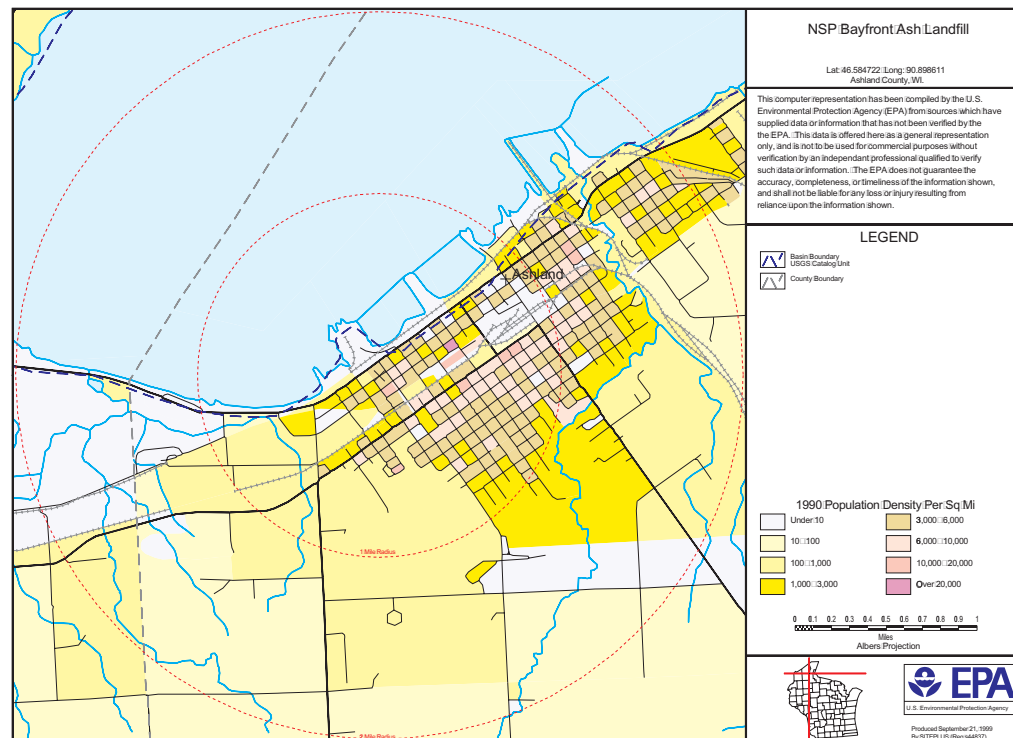 NSP Bayfront Ash Landfill
Lat: 46.584722 Long: 90.898611
Ashland County, WI.
This computer representation has been compiled by the U.S.
Environmental Protection Agency (EPA) from sources which have
supplied data or information that has not been verified by the
the EPA. This data is offered here as a general representation
only, and is not to be used for commercial purposes without
verification by an independant professional qualified to verify
such data or information. The EPA does not guarantee the
accuracy, completeness, or timeliness of the information shown,
and shall not be liable for any loss or injury resulting from
reliance upon the information shown.
LEGEND
Basin Boundary
USGS Catalog Unit
County Boundary
Ashland
1 Mile Radius
2 Mile Radius
1990 Population Density Per Sq Mi
Under 10
10 100
100 1,000
1,000 3,000
3,000 6,000
6,000 10,000
10,000 20,000
Over 20,000
0 0.1 0.2 0.3 0.4 0.5 0.6 0.7 0.8 0.9 1
Miles
Albers Projection
EPA
U.S. Environmental Protection Agency
Produced September 21, 1999
By SITEPLUS